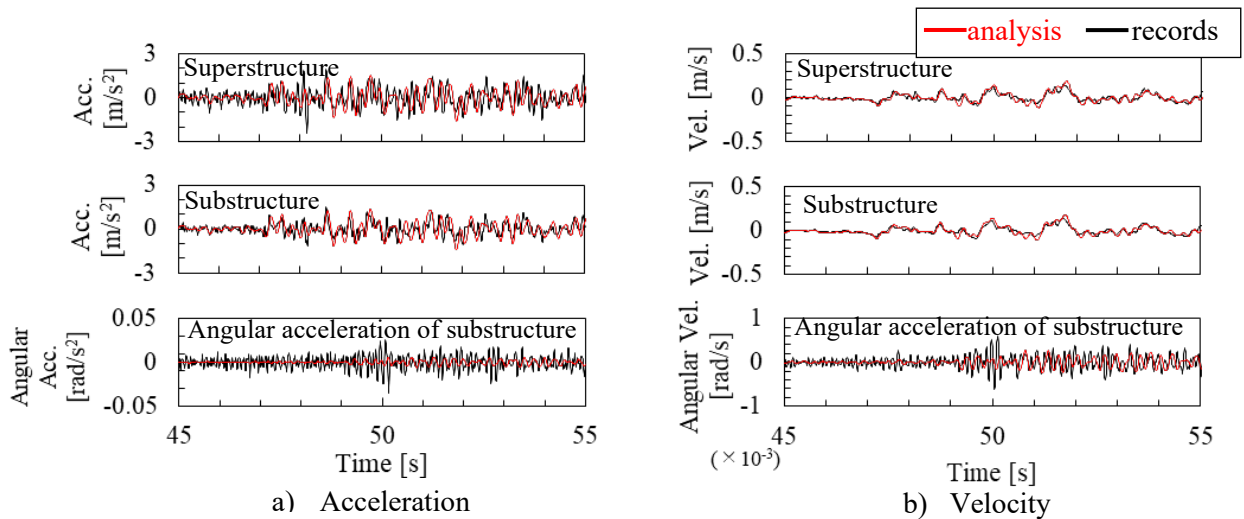 analysis records
3
Superstructure
Acc.
[m/s²]
0
-3
3
Substructure
Acc.
[m/s²]
0
-3
0.05
Angular acceleration of substructure
Angular
Acc.
[rad/s²]
0
-0.05
45 50 55
Time [s]
a) Acceleration
0.5
Superstructure
Vel. [m/s]
0
-0.5
0.5
Substructure
Vel. [m/s]
0
-0.5
1
Angular acceleration of substructure
Angular Vel.
[rad/s]
0
-1
45 50 55
(×10⁻³)
Time [s]
b) Velocity